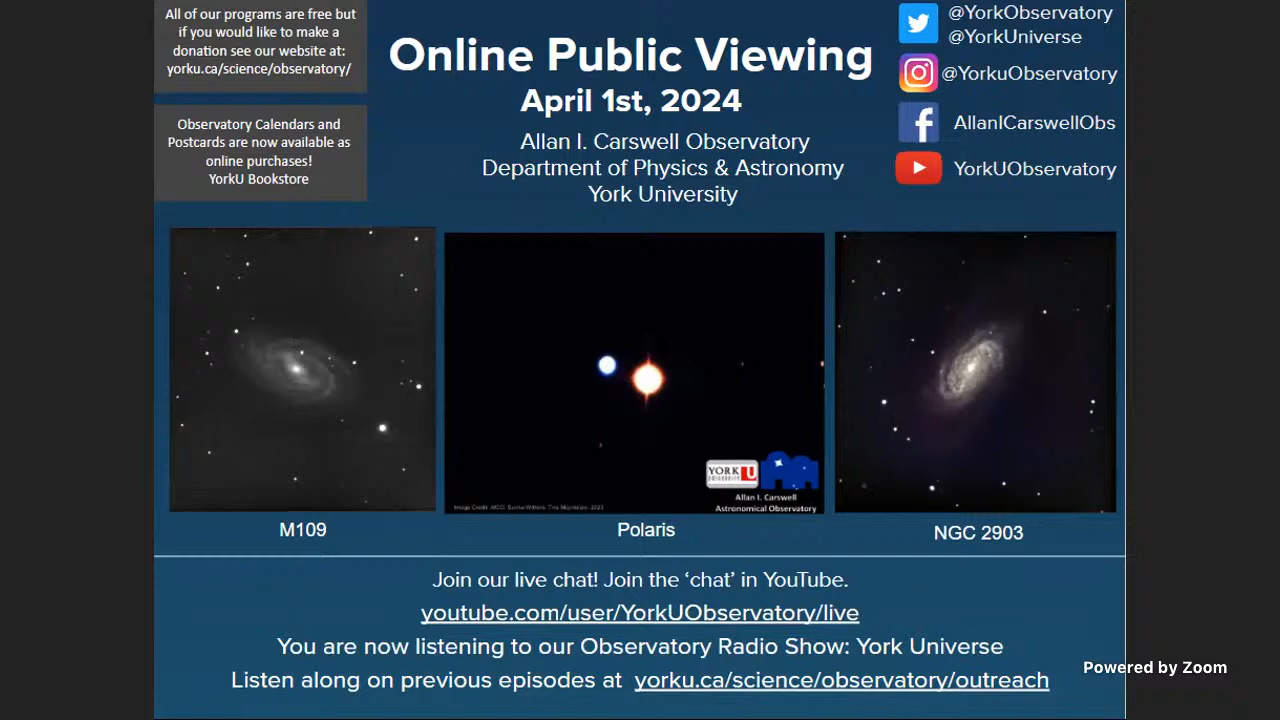 All of our programs are free but
if you would like to make a
donation see our website at:
yorku.ca/science/observatory/
Observatory Calendars and
Postcards are now available as
online purchases!
YorkU Bookstore
Online Public Viewing
April 1st, 2024
Allan I. Carswell Observatory
Department of Physics & Astronomy
York University
@YorkObservatory
@YorkUniverse
@YorkuObservatory
AllanICarswellObs
YorkUObservatory
YORK U
Allan I. Carswell
Astronomical Observatory
M109
Polaris
NGC 2903
Join our live chat! Join the ‘chat’ in YouTube.
youtube.com/user/YorkUObservatory/live
You are now listening to our Observatory Radio Show: York Universe
Listen along on previous episodes at yorku.ca/science/observatory/outreach
Powered by Zoom